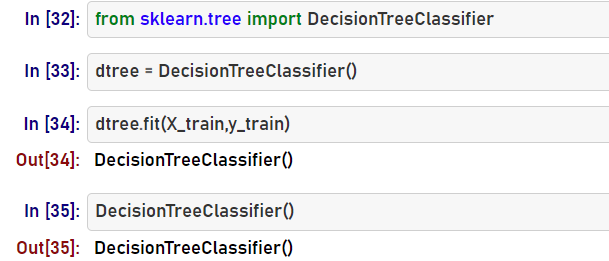 In [32]: from sklearn.tree import DecisionTreeClassifier
In [33]: dtree = DecisionTreeClassifier()
In [34]: dtree.fit(X_train,y_train)
Out[34]: DecisionTreeClassifier()
In [35]: DecisionTreeClassifier()
Out[35]: DecisionTreeClassifier()